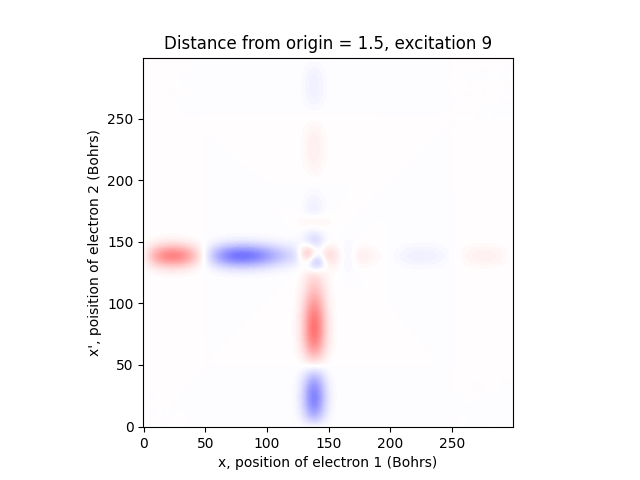 Distance from origin = 1.5, excitation 9
250
200
150
100
50
0
x', poisition of electron 2 (Bohrs)
0 50 100 150 200 250
x, position of electron 1 (Bohrs)